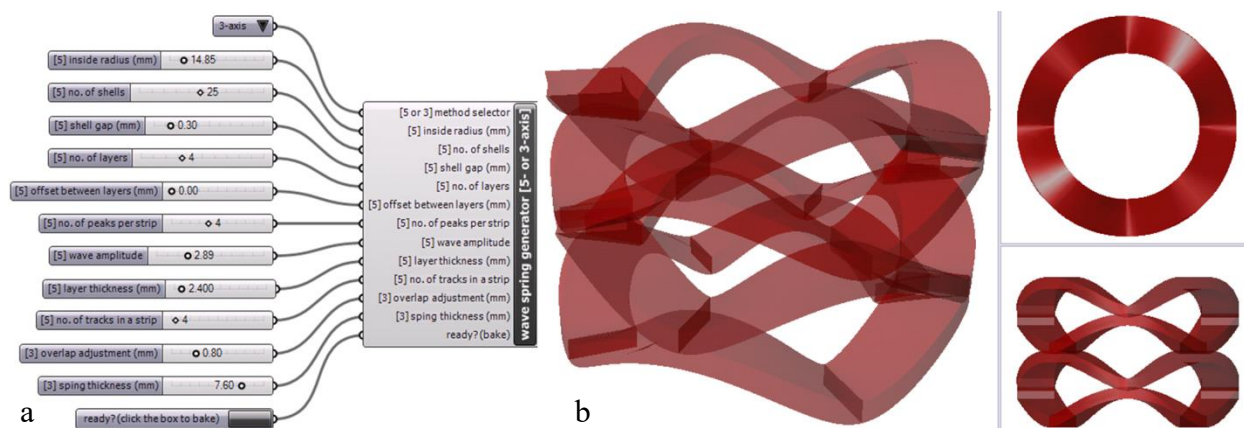 3-axis
[5] inside radius (mm) 14.85
[5] no. of shells 25
[5] shell gap (mm) 0.30
[5] no. of layers 4
[5] offset between layers (mm) 0.00
[5] no. of peaks per strip 4
[5] wave amplitude 2.89
[5] layer thickness (mm) 2.400
[5] no. of tracks in a strip 4
[3] overlap adjustment (mm) 0.80
[3] sping thickness (mm) 7.60
ready? (click the box to bake)
[5 or 3] method selector
[5] inside radius (mm)
[5] no. of shells
[5] shell gap (mm)
[5] no. of layers
[5] offset between layers (mm)
[5] no. of peaks per strip
[5] wave amplitude
[5] layer thickness (mm)
[5] no. of tracks in a strip
[3] overlap adjustment (mm)
[3] sping thickness (mm)
ready? (bake)
wave spring generator [5- or 3-axis]
a
b